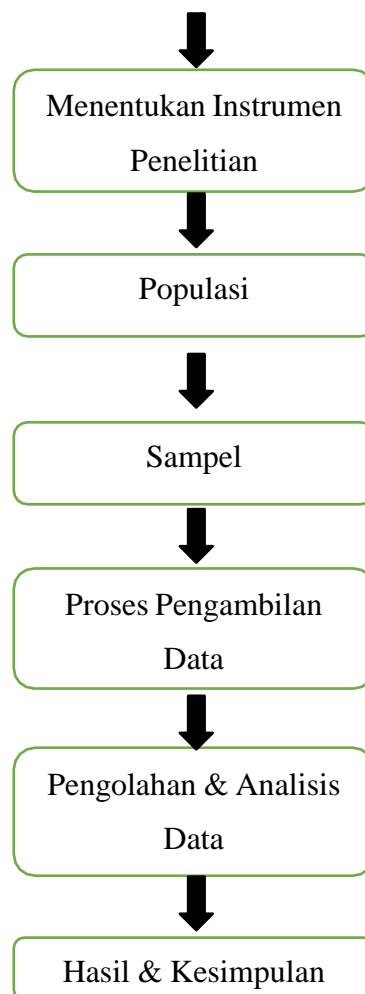 Menentukan Instrumen
Penelitian
Populasi
Sampel
Proses Pengambilan
Data
Pengolahan & Analisis
Data
Hasil & Kesimpulan